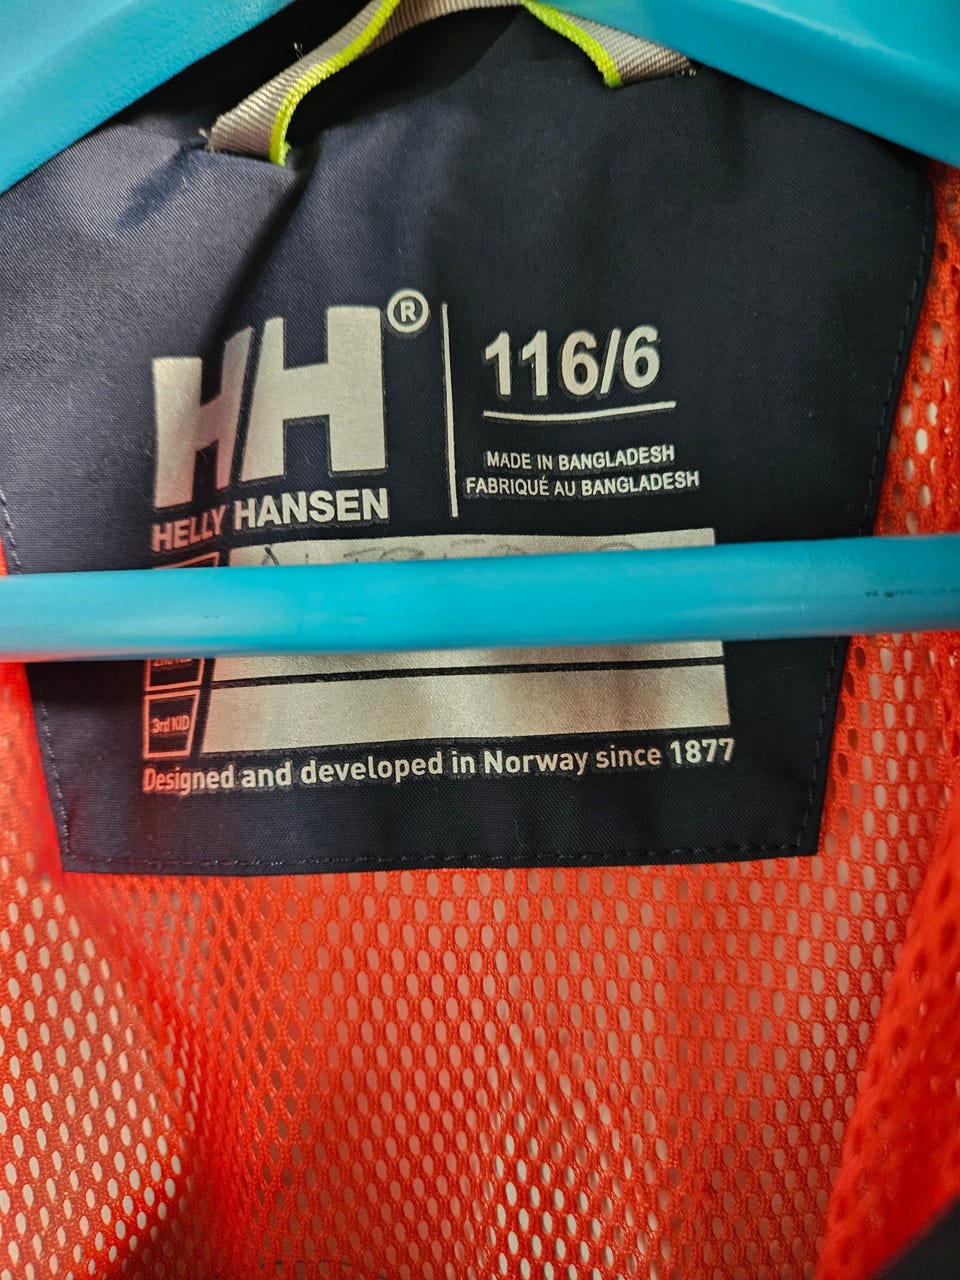 HH®
116/6
MADE IN BANGLADESH
FABRIQUÉ AU BANGLADESH
HELLY HANSEN
3rd KID
Designed and developed in Norway since 1877